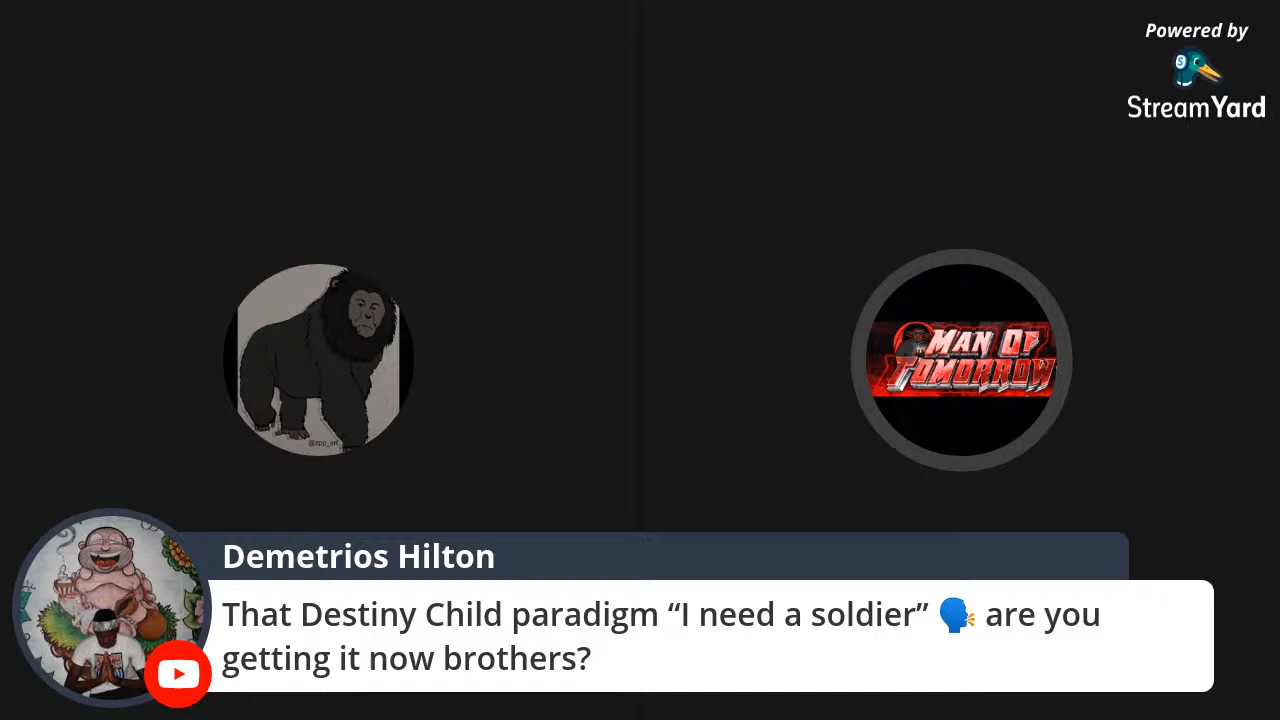 Powered by
StreamYard
MAN OF
TOMORROW
@zpp_art
Demetrios Hilton
That Destiny Child paradigm “I need a soldier” 🗣️ are you
getting it now brothers?